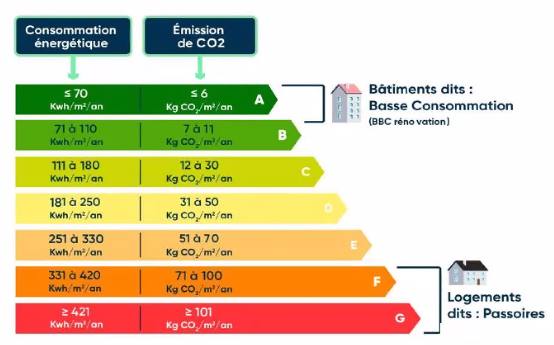 Consommation
énergétique
Émission
de CO2
≤ 70
Kwh/m²/an
≤ 6
Kg CO₂/m²/an
A
Bâtiments dits :
Basse Consommation
(BBC réno vation)
71 à 110
Kwh/m²/an
7 à 11
Kg CO₂/m²/an
B
111 à 180
Kwh/m²/an
12 à 30
Kg CO₂/m²/an
C
181 à 250
Kwh/m²/an
31 à 50
Kg CO₂/m²/an
D
251 à 330
Kwh/m²/an
51 à 70
Kg CO₂/m²/an
E
331 à 420
Kwh/m²/an
71 à 100
Kg CO₂/m²/an
F
≥ 421
Kwh/m²/an
≥ 101
Kg CO₂/m²/an
G
Logements
dits : Passoires